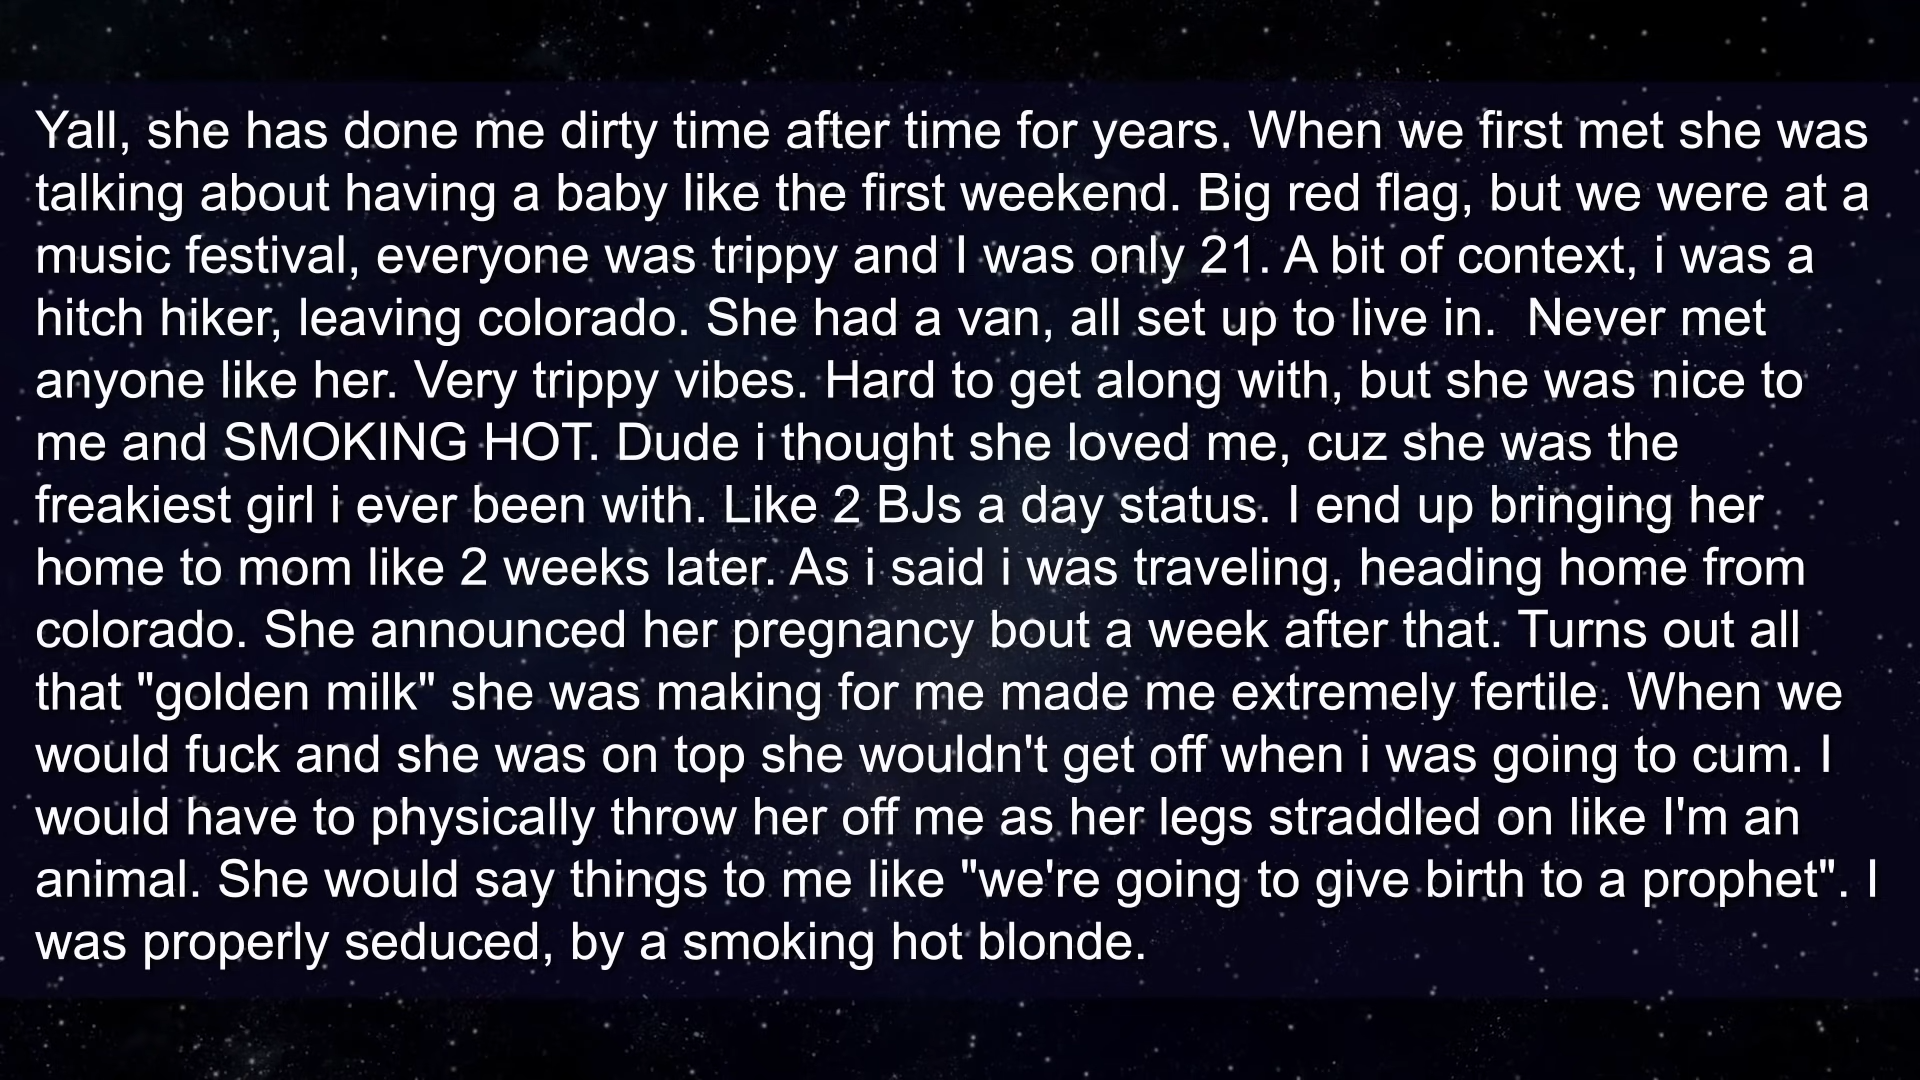 Yall, she has done me dirty time after time for years. When we first met she was
talking about having a baby like the first weekend. Big red flag, but we were at a
music festival, everyone was trippy and I was only 21. A bit of context, i was a
hitch hiker, leaving colorado. She had a van, all set up to live in.  Never met
anyone like her. Very trippy vibes. Hard to get along with, but she was nice to
me and SMOKING HOT. Dude i thought she loved me, cuz she was the
freakiest girl i ever been with. Like 2 BJs a day status. I end up bringing her
home to mom like 2 weeks later. As i said i was traveling, heading home from
colorado. She announced her pregnancy bout a week after that. Turns out all
that "golden milk" she was making for me made me extremely fertile. When we
would fuck and she was on top she wouldn't get off when i was going to cum. I
would have to physically throw her off me as her legs straddled on like I'm an
animal. She would say things to me like "we're going to give birth to a prophet". I
was properly seduced, by a smoking hot blonde.